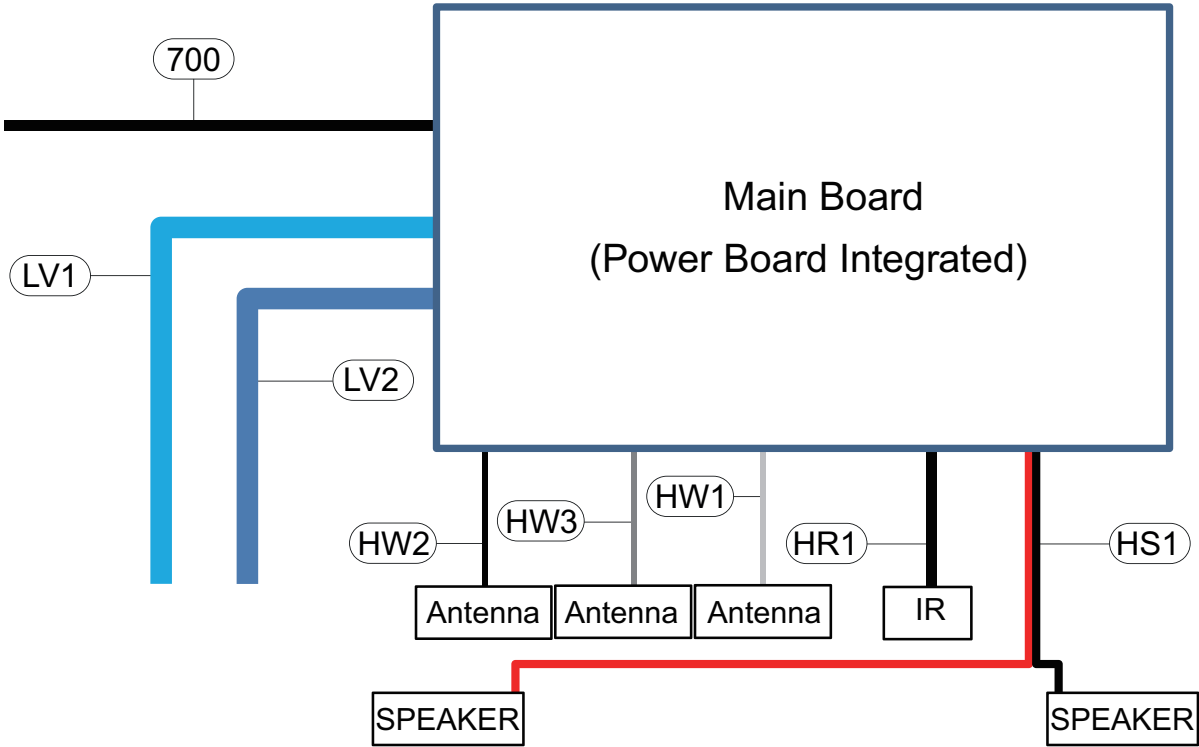 700
Main Board
(Power Board Integrated)
LV1
LV2
HW2
HW3
HW1
HR1
HS1
Antenna
Antenna
Antenna
IR
SPEAKER
SPEAKER